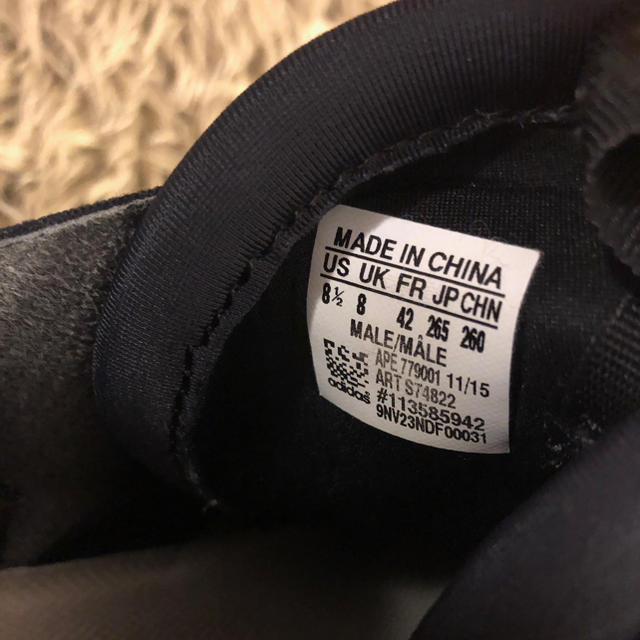 MADE IN CHINA
US UK FR JP CHN
8½ 8 42 265 260
MALE/MÂLE
APE 779001 11/15
ART S74822
#113585942
9NV23NDF00031
adidas